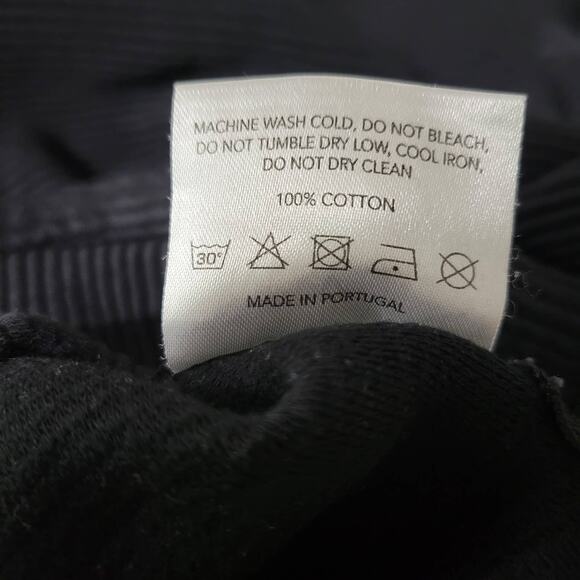 MACHINE WASH COLD, DO NOT BLEACH,
DO NOT TUMBLE DRY LOW, COOL IRON,
DO NOT DRY CLEAN
100% COTTON
30°
MADE IN PORTUGAL